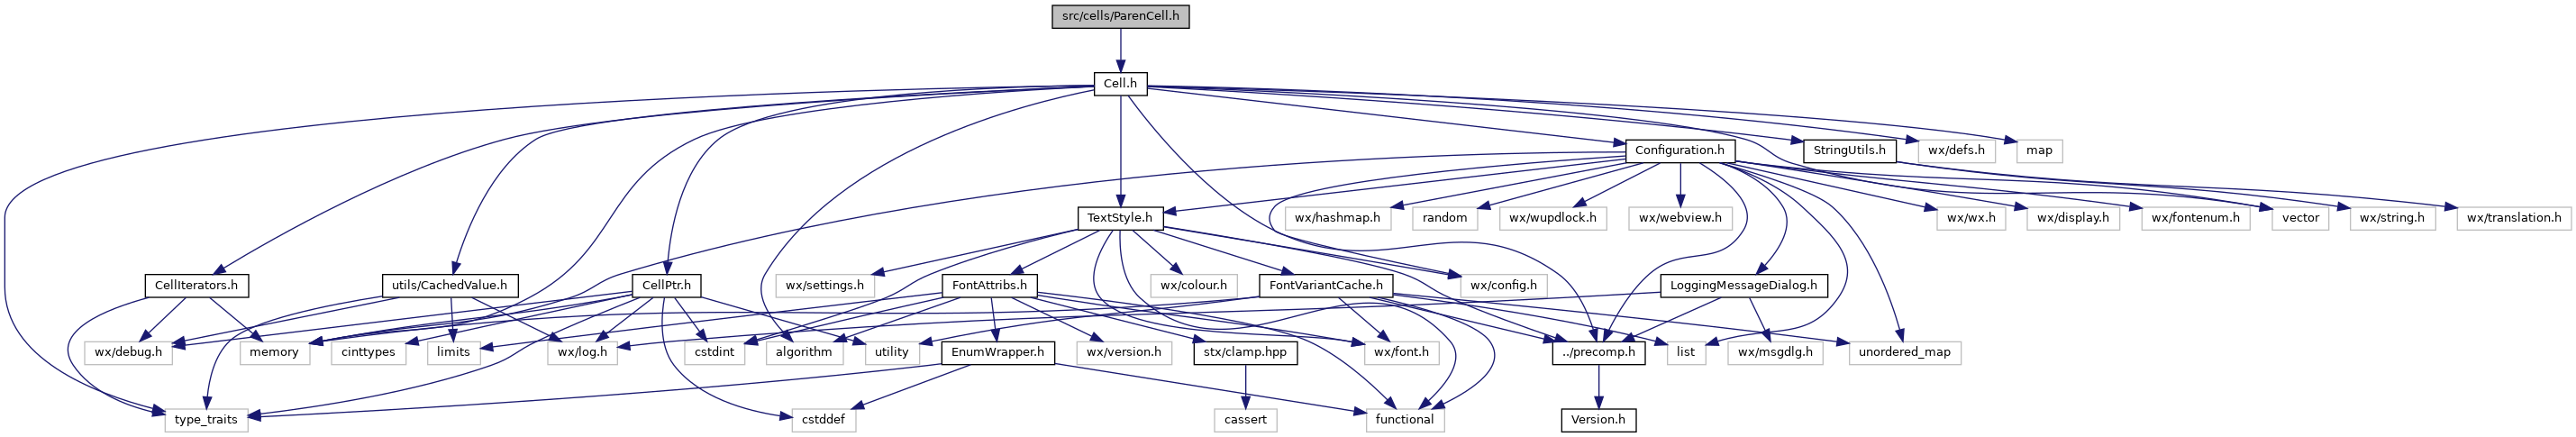 src/cells/ParenCell.h
Cell.h
Configuration.h
StringUtils.h
wx/defs.h
map
TextStyle.h
wx/hashmap.h
random
wx/wupdlock.h
wx/webview.h
wx/wx.h
wx/display.h
wx/fontenum.h
vector
wx/string.h
wx/translation.h
CellIterators.h
utils/CachedValue.h
CellPtr.h
wx/settings.h
FontAttribs.h
wx/colour.h
FontVariantCache.h
wx/config.h
LoggingMessageDialog.h
wx/debug.h
memory
cinttypes
limits
wx/log.h
cstdint
algorithm
utility
EnumWrapper.h
wx/version.h
stx/clamp.hpp
wx/font.h
../precomp.h
list
wx/msgdlg.h
unordered_map
type_traits
cstddef
cassert
functional
Version.h